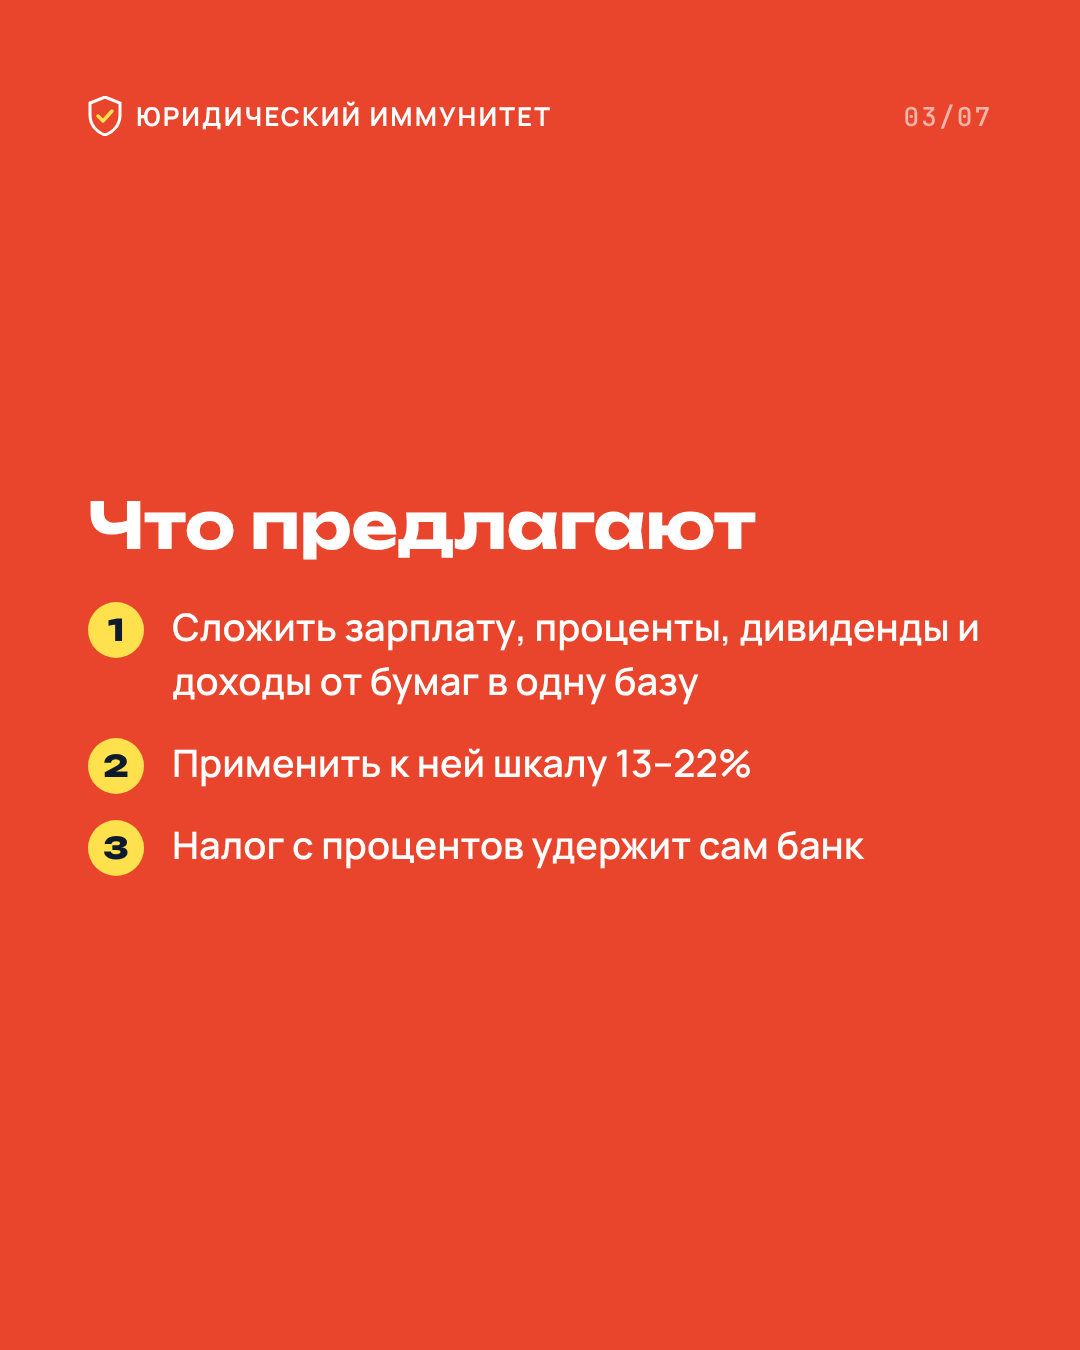 ЮРИДИЧЕСКИЙ ИММУНИТЕТ
03/07
Что предлагают
1 Сложить зарплату, проценты, дивиденды и
доходы от бумаг в одну базу
2 Применить к ней шкалу 13–22%
3 Налог с процентов удержит сам банк